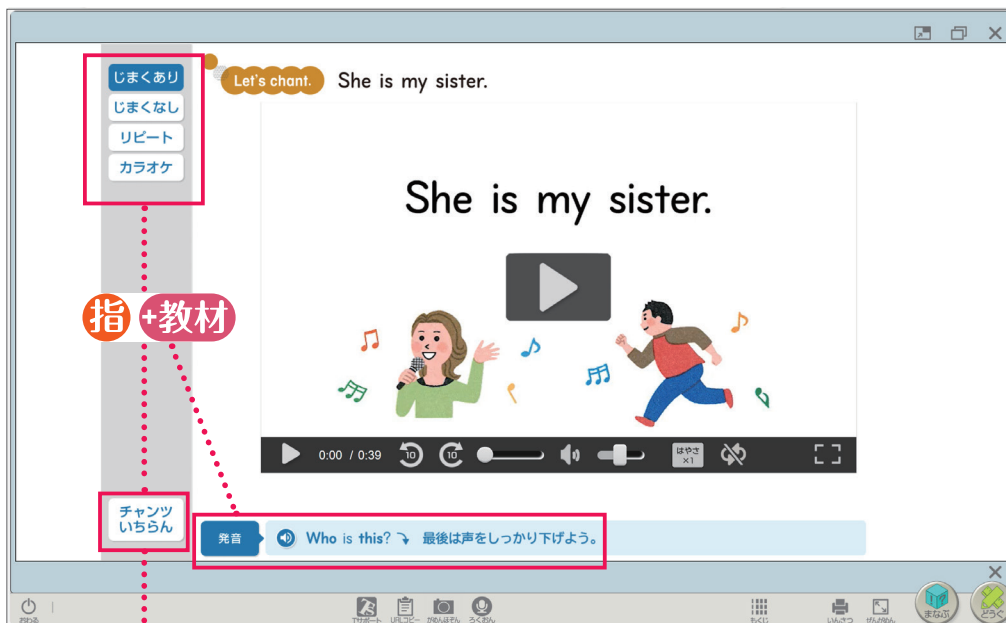 じまくあり
じまくなし
リピート
カラオケ
Let's chant. She is my sister.
She is my sister.
指 +教材
0:00 / 0:39
10
10
はやさ
×1
チャンツ
いちらん
発音
Who is this? 最後は声をしっかり下げよう。
おわる
URLコピー
がめんほぞん
ろくおん
もくじ
いんさつ
ぜんがめん
まなぶ
どうぐ